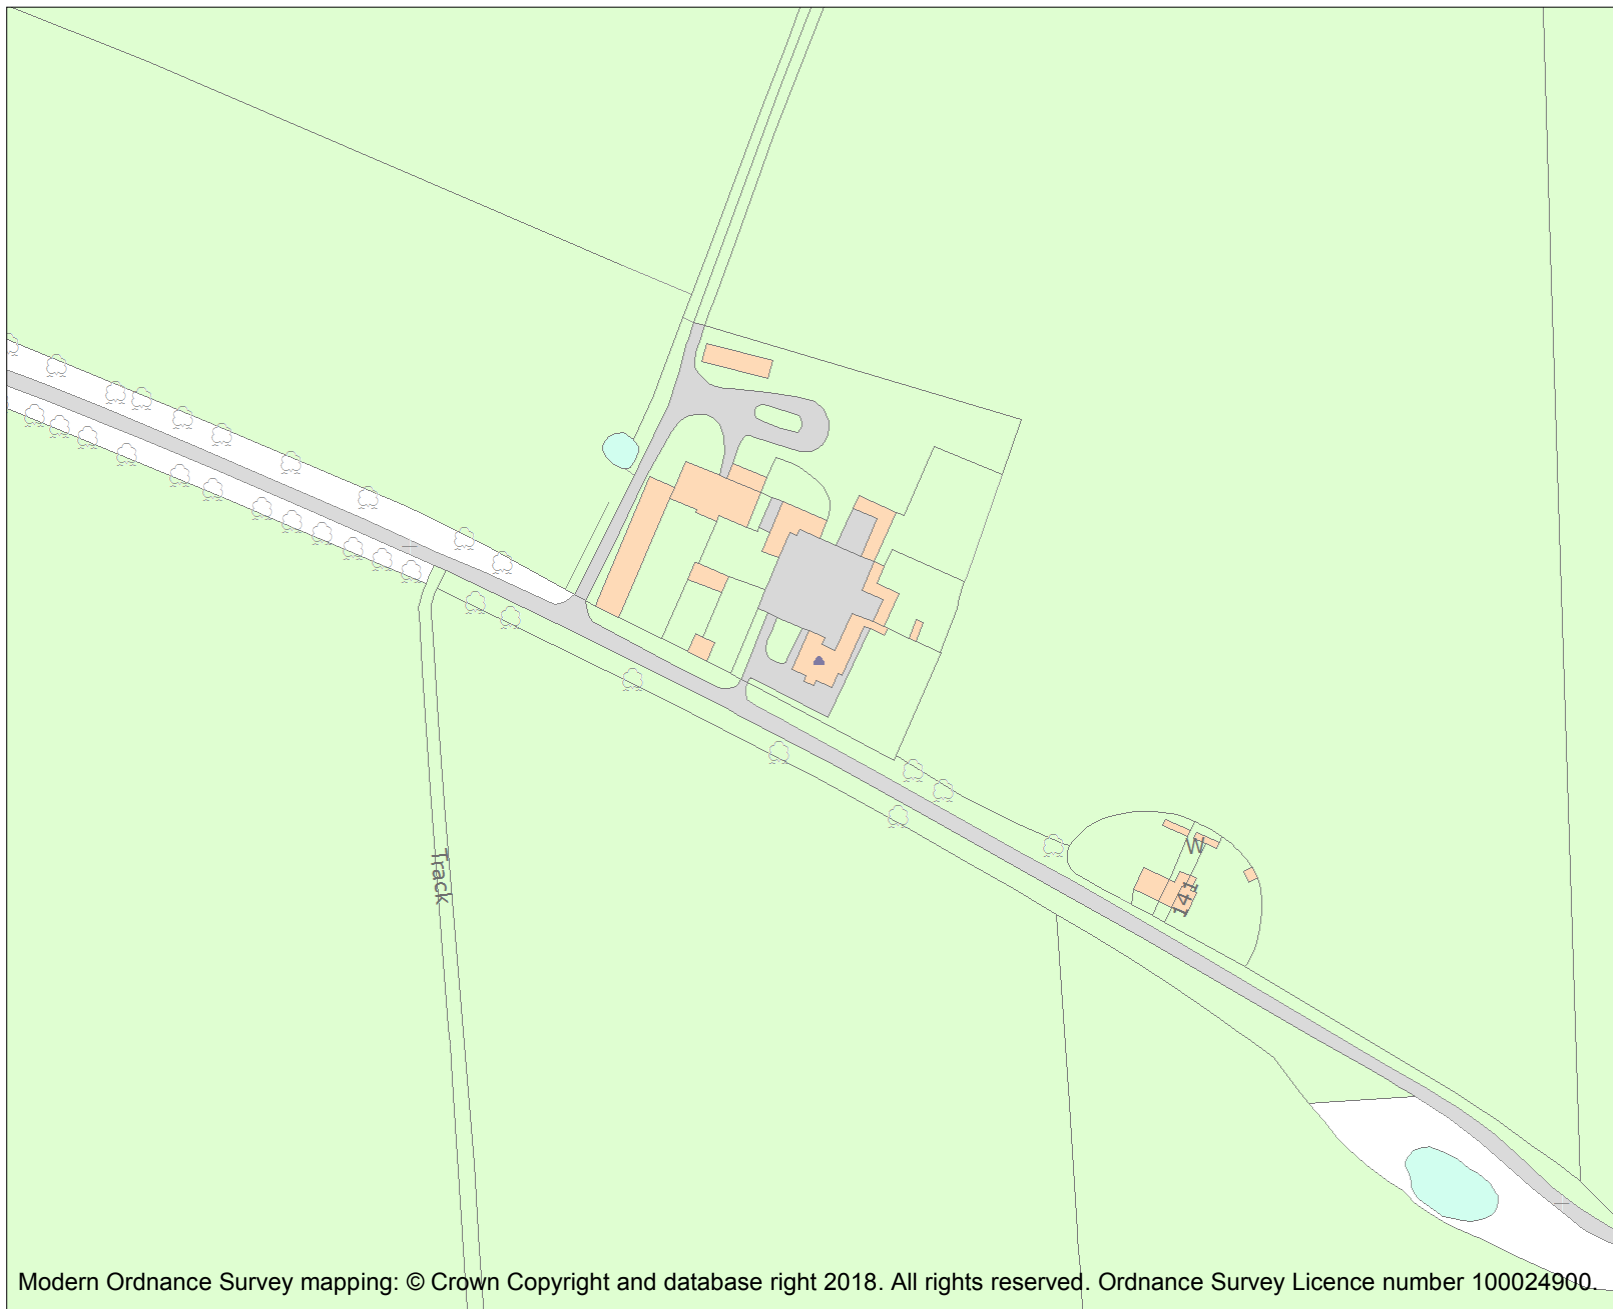 W
141
Track
Modern Ordnance Survey mapping: © Crown Copyright and database right 2018. All rights reserved. Ordnance Survey Licence number 100024900.